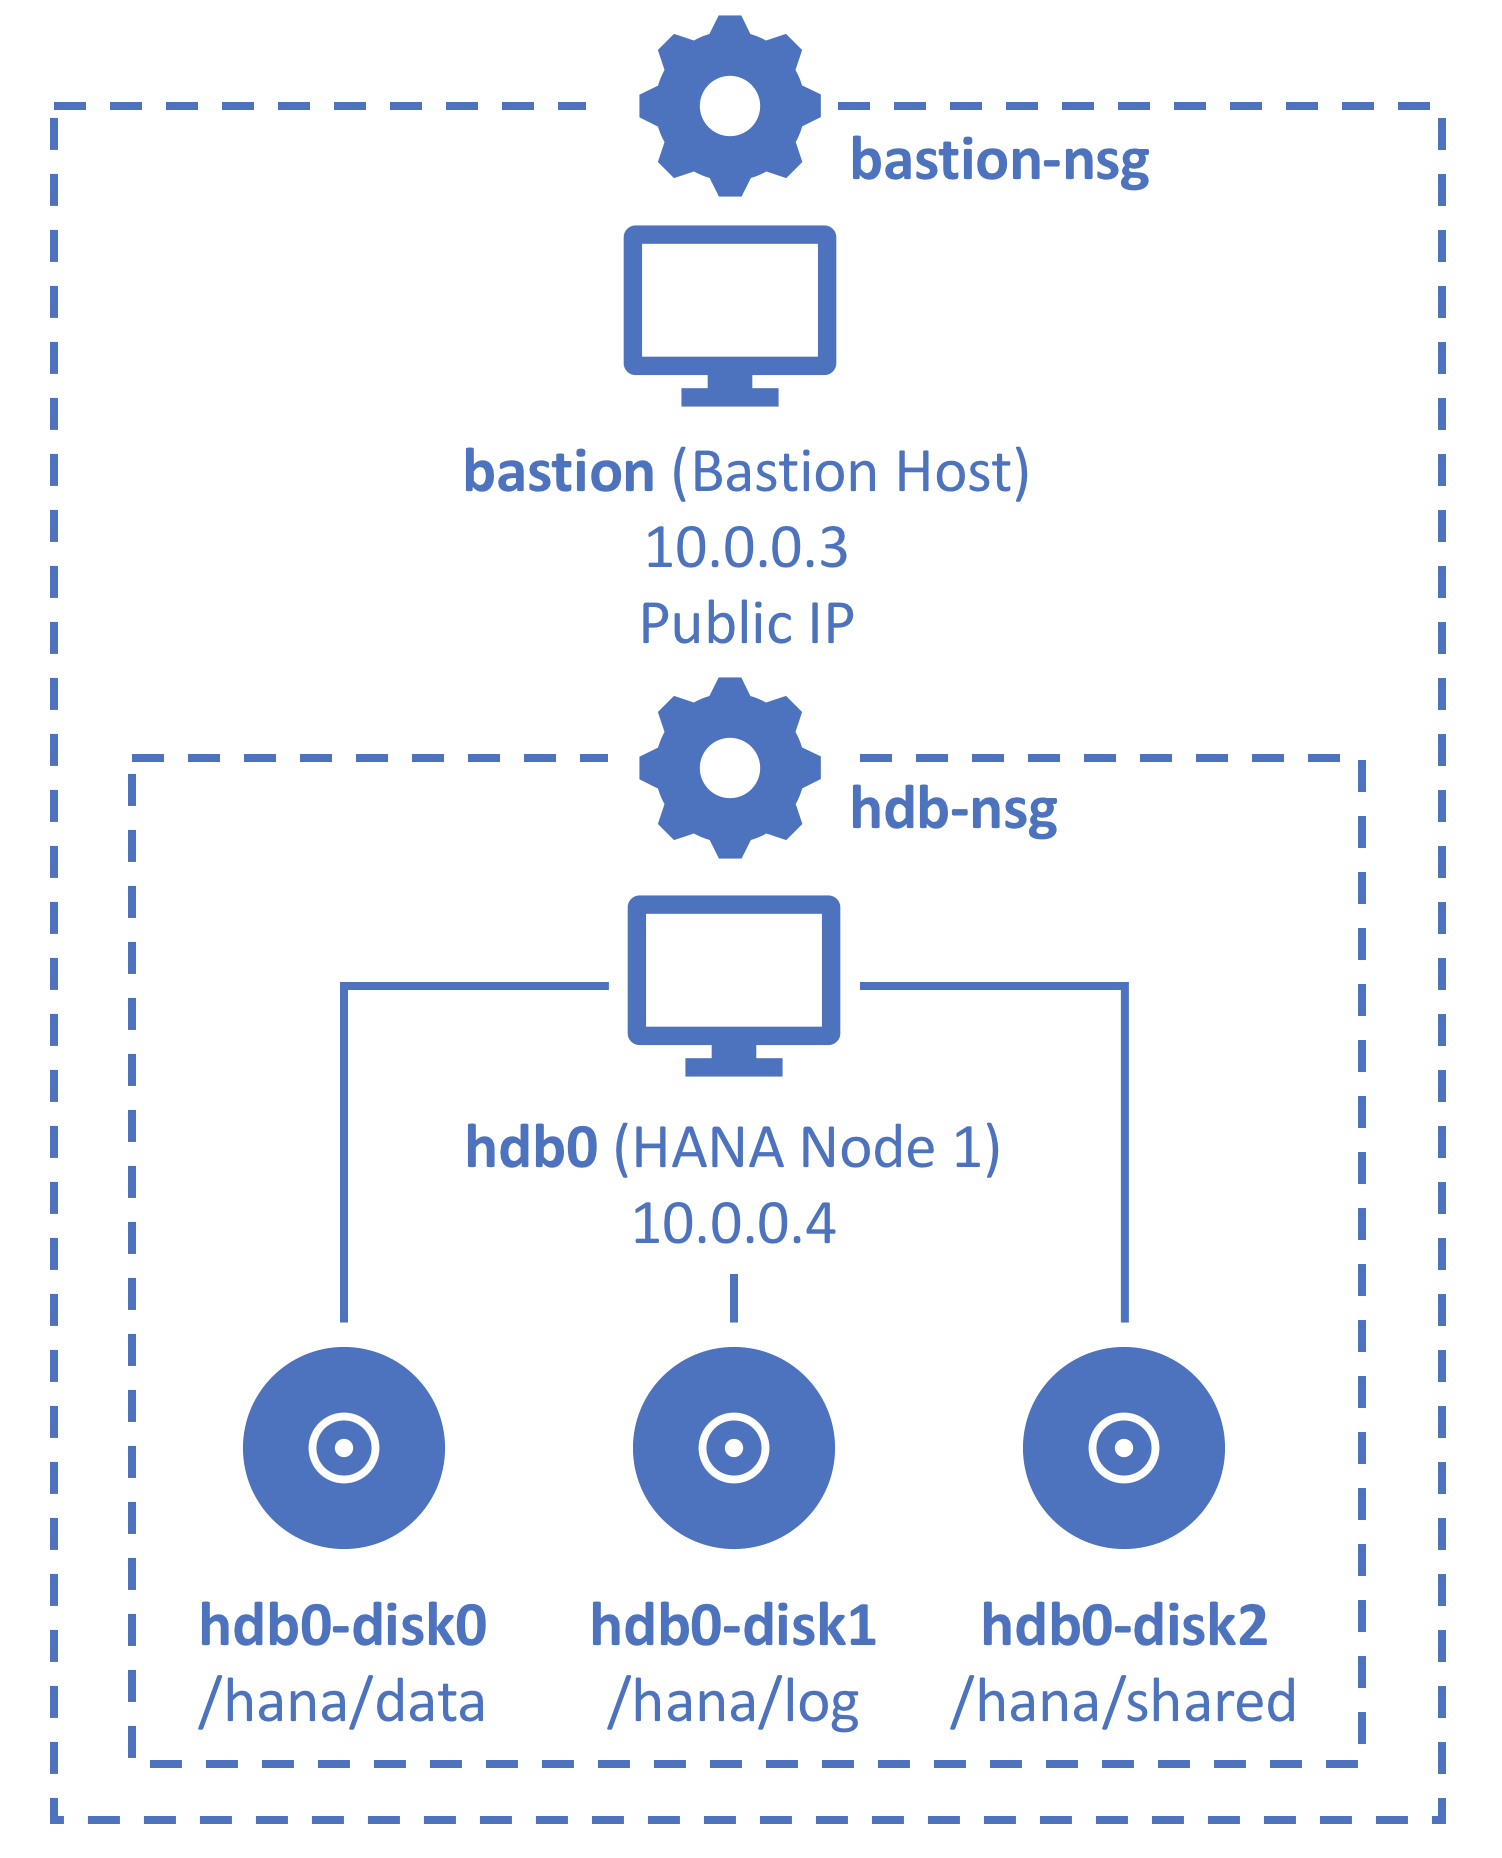 bastion-nsg
bastion (Bastion Host)
10.0.0.3
Public IP
hdb-nsg
hdb0 (HANA Node 1)
10.0.0.4
hdb0-disk0
/hana/data
hdb0-disk1
/hana/log
hdb0-disk2
/hana/shared